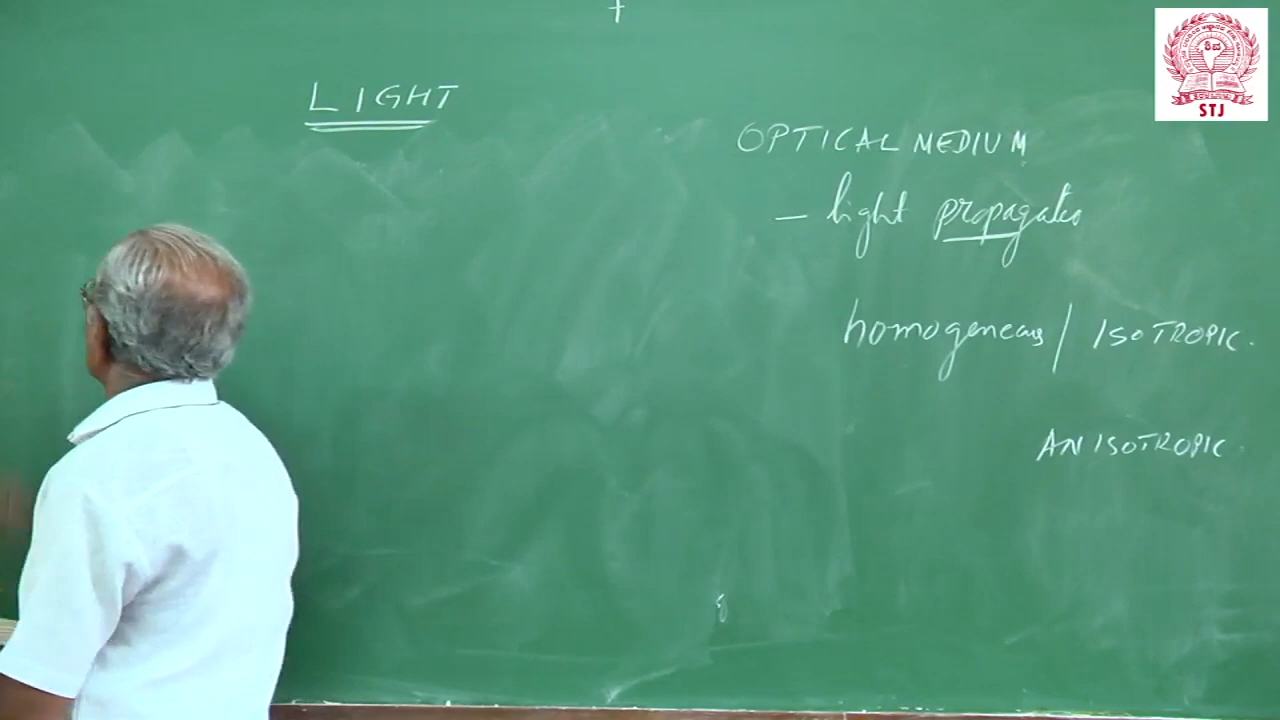 LIGHT
OPTICAL MEDIUM
– light propagates
homogeneous / ISOTROPIC.
ANISOTROPIC.
STJ